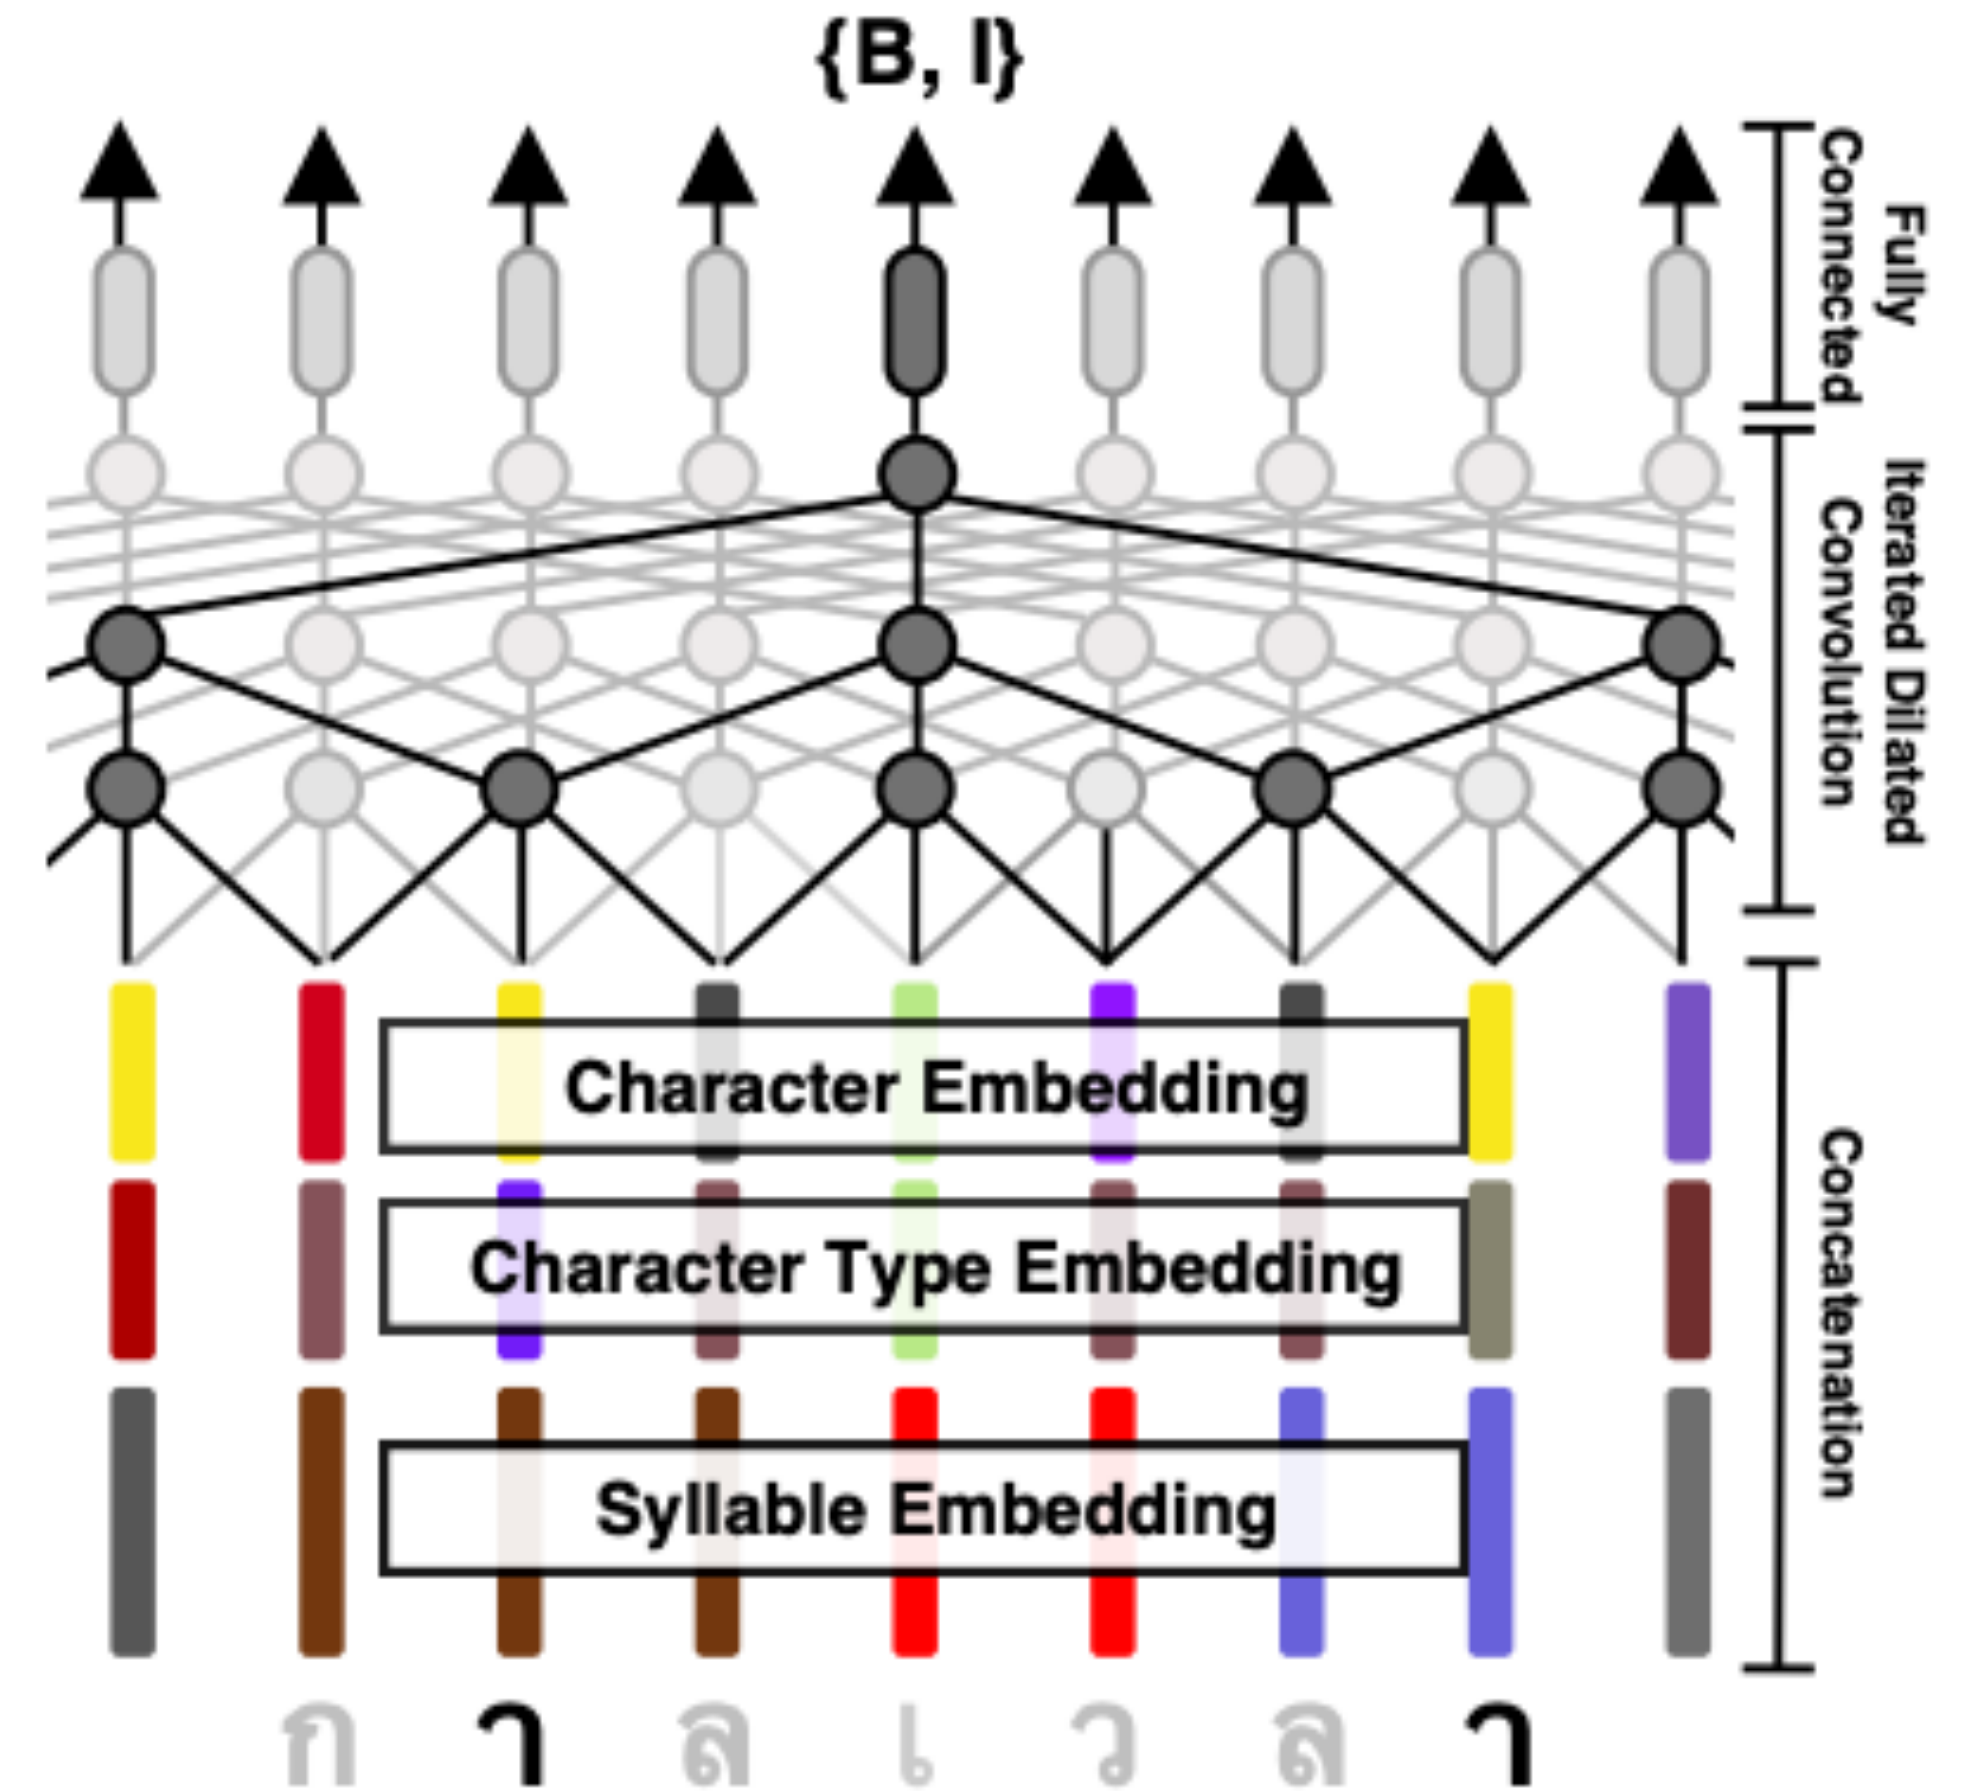 {B, I}
Fully
Connected
Iterated Dilated
Convolution
Character Embedding
Character Type Embedding
Syllable Embedding
Concatenation
ก า ล เ ว ล า